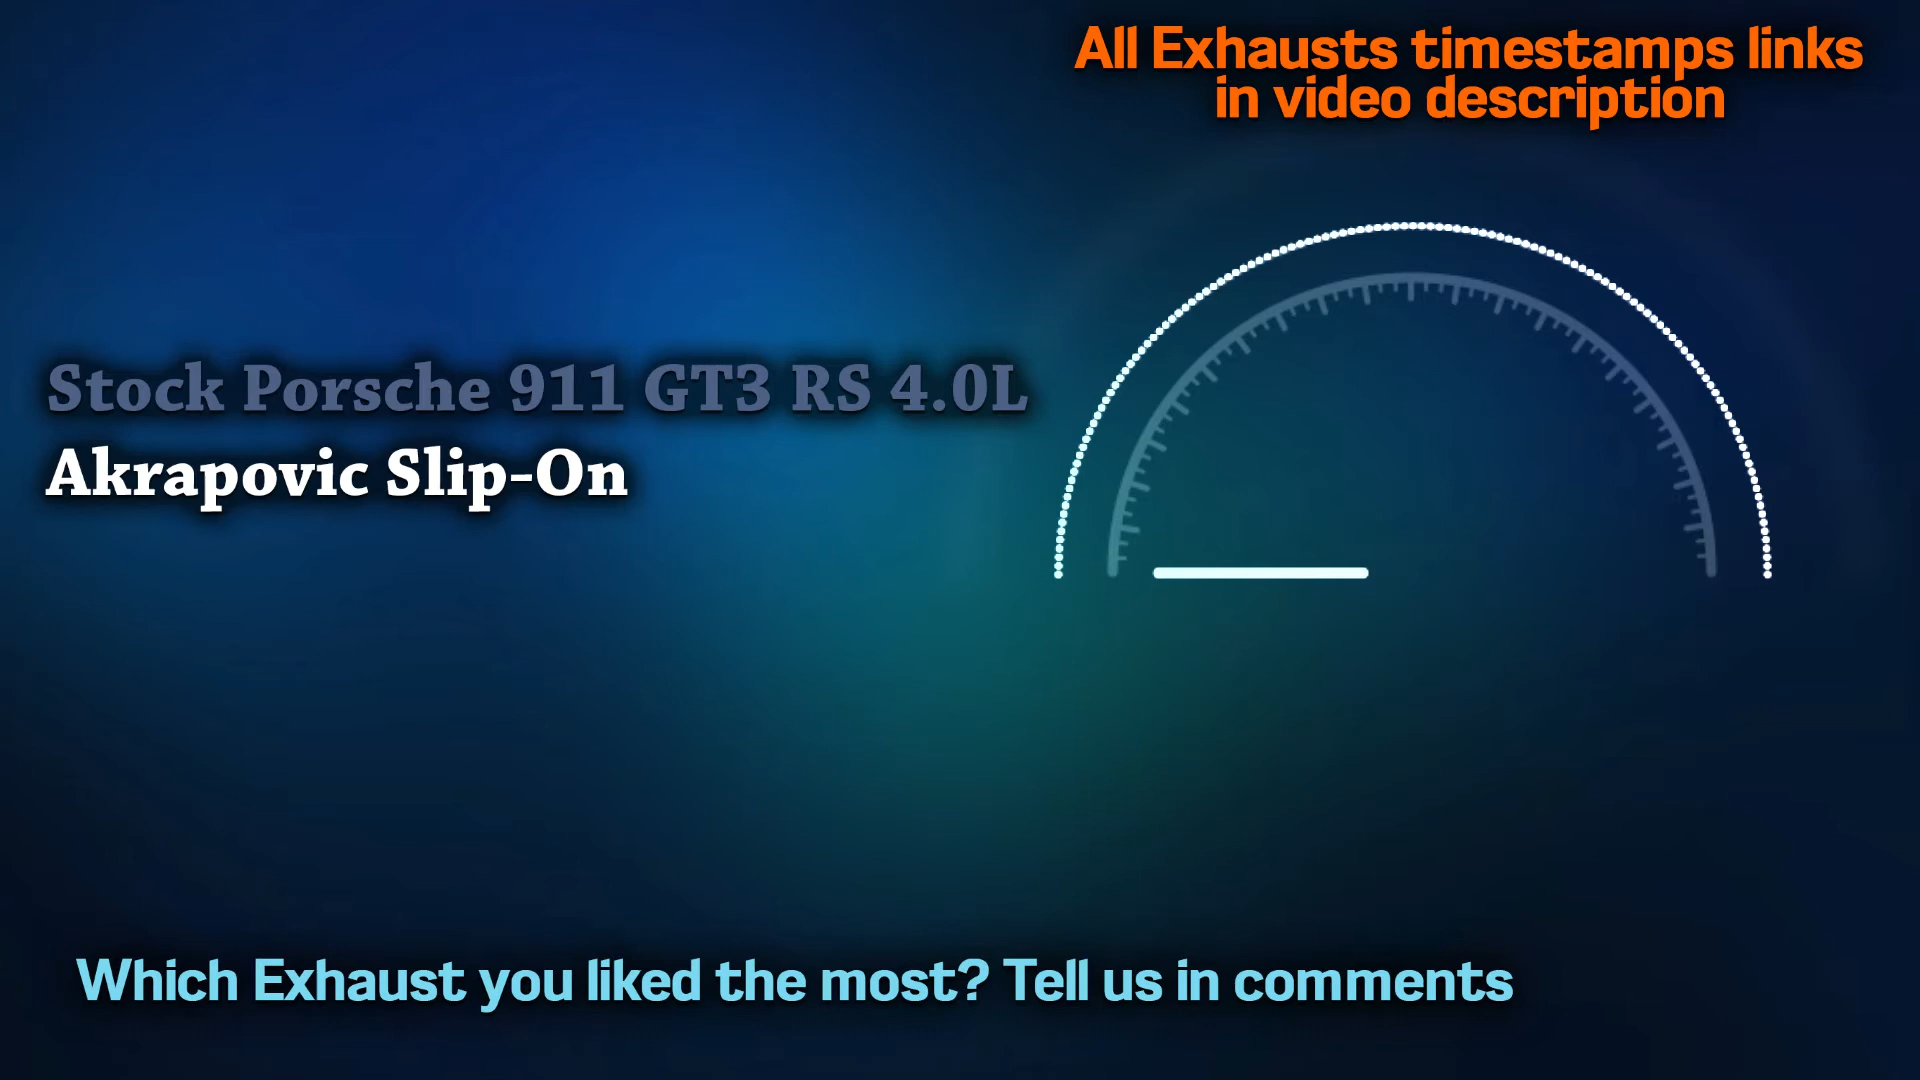 All Exhausts timestamps links
in video description
Stock Porsche 911 GT3 RS 4.0L
Akrapovic Slip-On
Which Exhaust you liked the most? Tell us in comments